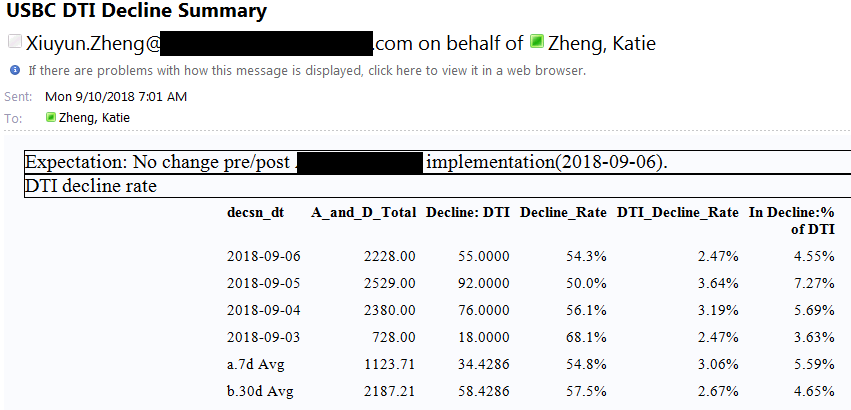 USBC DTI Decline Summary
Xiuyun.Zheng@ .com on behalf of Zheng, Katie
If there are problems with how this message is displayed, click here to view it in a web browser.
Sent: Mon 9/10/2018 7:01 AM
To: Zheng, Katie
Expectation: No change pre/post implementation(2018-09-06).
DTI decline rate
decsn_dt A_and_D_Total Decline: DTI Decline_Rate DTI_Decline_Rate In Decline:%
of DTI
2018-09-06 2228.00 55.0000 54.3% 2.47% 4.55%
2018-09-05 2529.00 92.0000 50.0% 3.64% 7.27%
2018-09-04 2380.00 76.0000 56.1% 3.19% 5.69%
2018-09-03 728.00 18.0000 68.1% 2.47% 3.63%
a.7d Avg 1123.71 34.4286 54.8% 3.06% 5.59%
b.30d Avg 2187.21 58.4286 57.5% 2.67% 4.65%